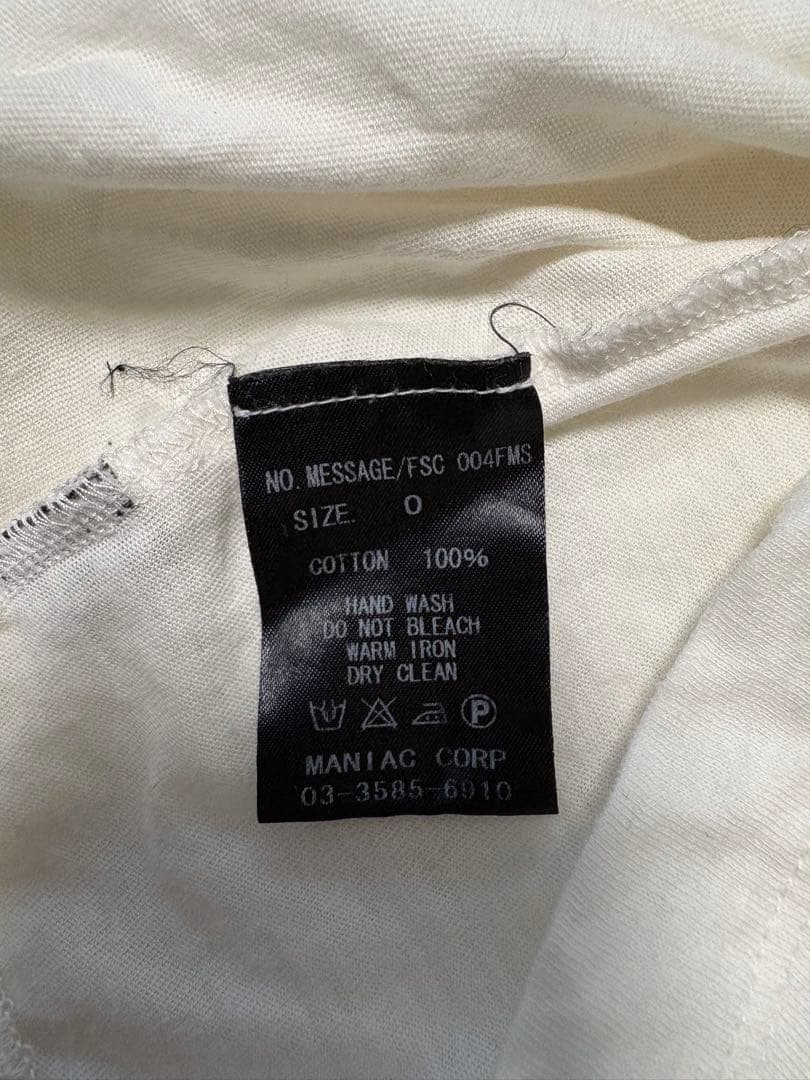 NO. MESSAGE/FSC 004FMS
SIZE. 0
COTTON 100%
HAND WASH
DO NOT BLEACH
WARM IRON
DRY CLEAN
P
MANIAC CORP
03-3585-6910